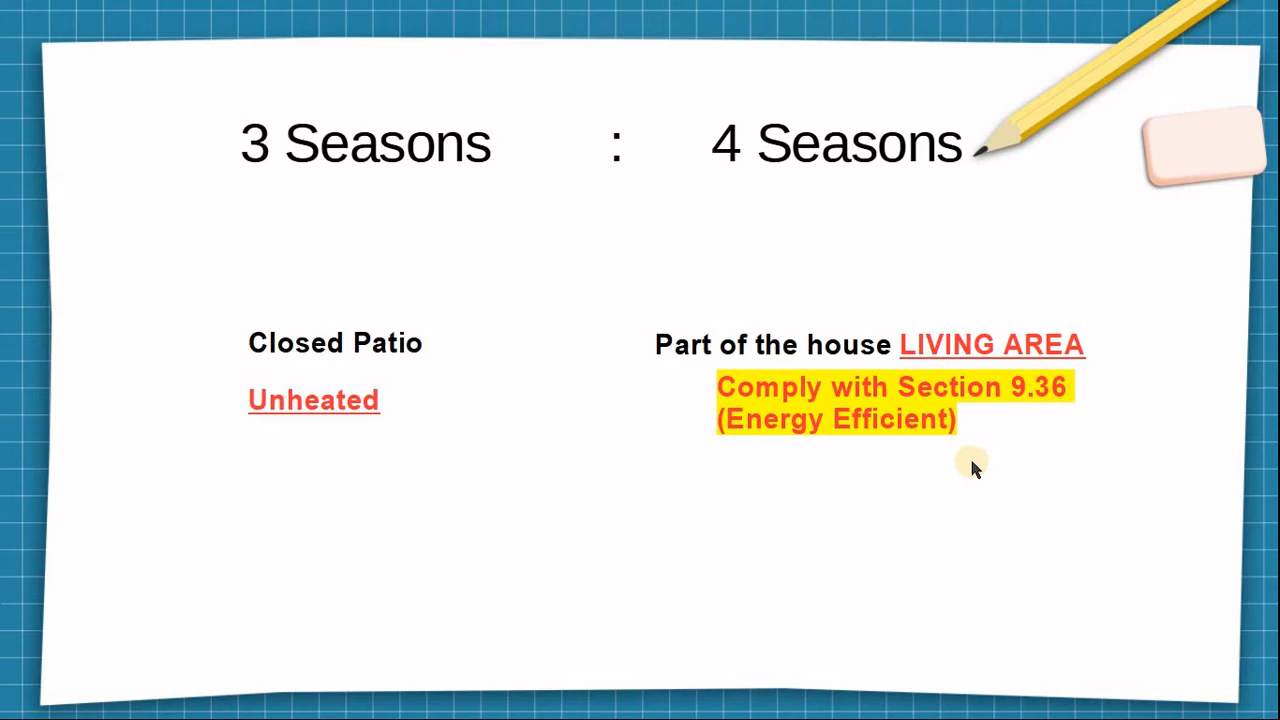 3 Seasons : 4 Seasons
Closed Patio
Unheated
Part of the house LIVING AREA
Comply with Section 9.36
(Energy Efficient)